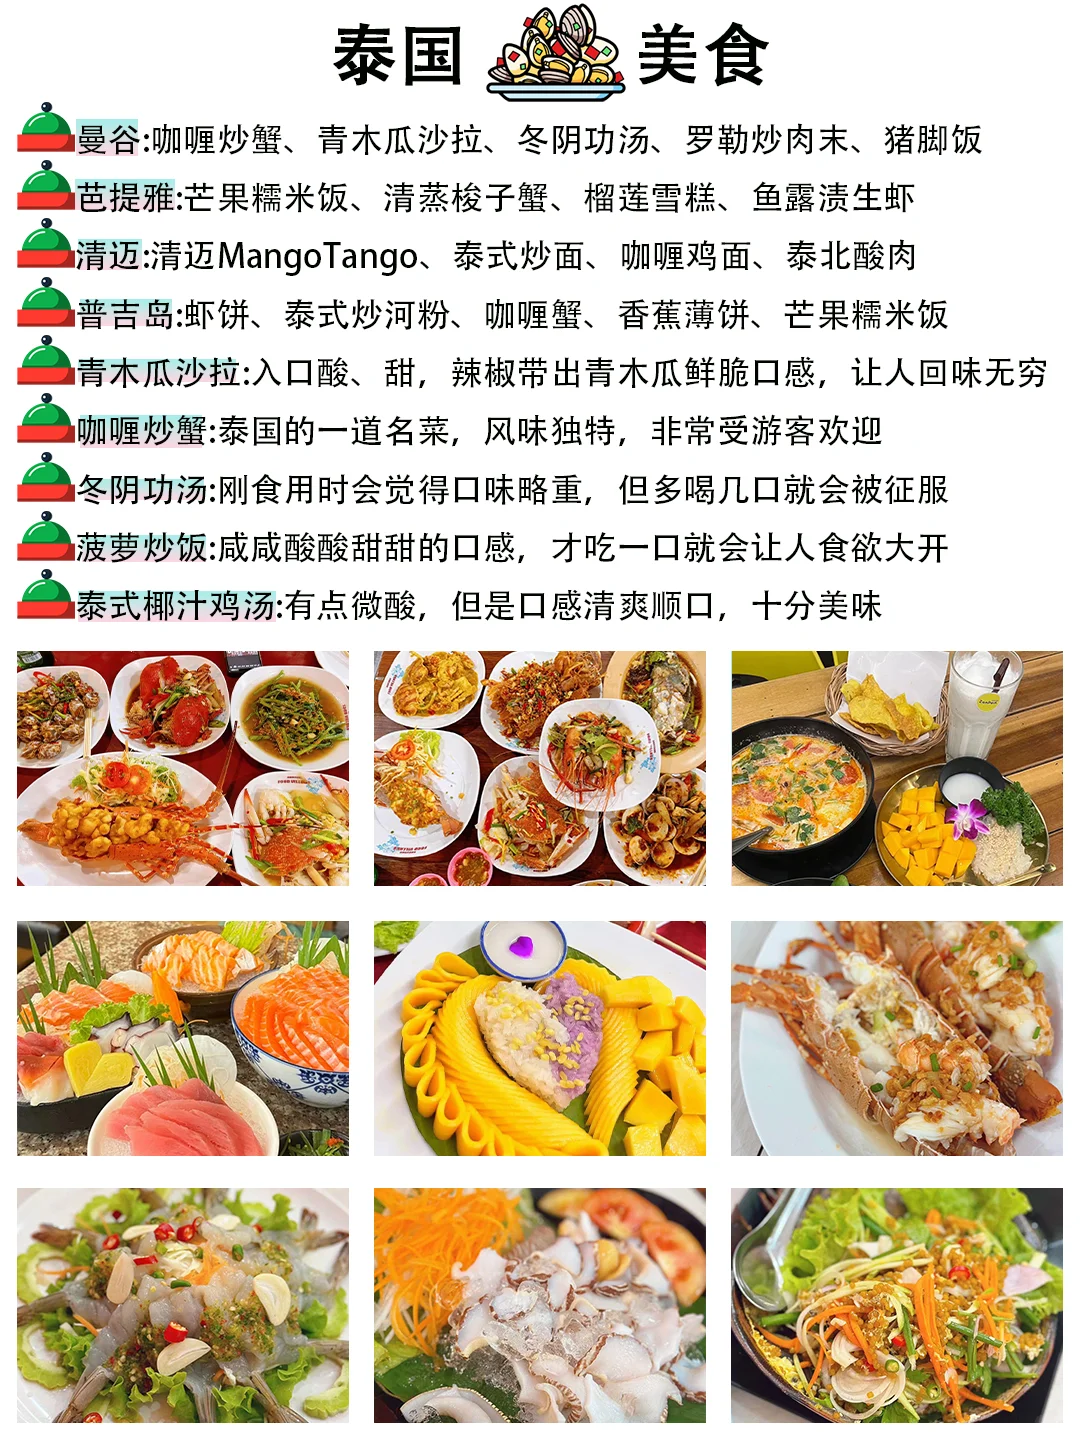 泰国美食
曼谷:咖喱炒蟹、青木瓜沙拉、冬阴功汤、罗勒炒肉末、猪脚饭
芭提雅:芒果糯米饭、清蒸梭子蟹、榴莲雪糕、鱼露渍生虾
清迈:清迈MangoTango、泰式炒面、咖喱鸡面、泰北酸肉
普吉岛:虾饼、泰式炒河粉、咖喱蟹、香蕉薄饼、芒果糯米饭
青木瓜沙拉:入口酸、甜，辣椒带出青木瓜鲜脆口感，让人回味无穷
咖喱炒蟹:泰国的一道名菜，风味独特，非常受游客欢迎
冬阴功汤:刚食用时会觉得口味略重，但多喝几口就会被征服
菠萝炒饭:咸咸酸酸甜甜的口感，才吃一口就会让人食欲大开
泰式椰汁鸡汤:有点微酸，但是口感清爽顺口，十分美味